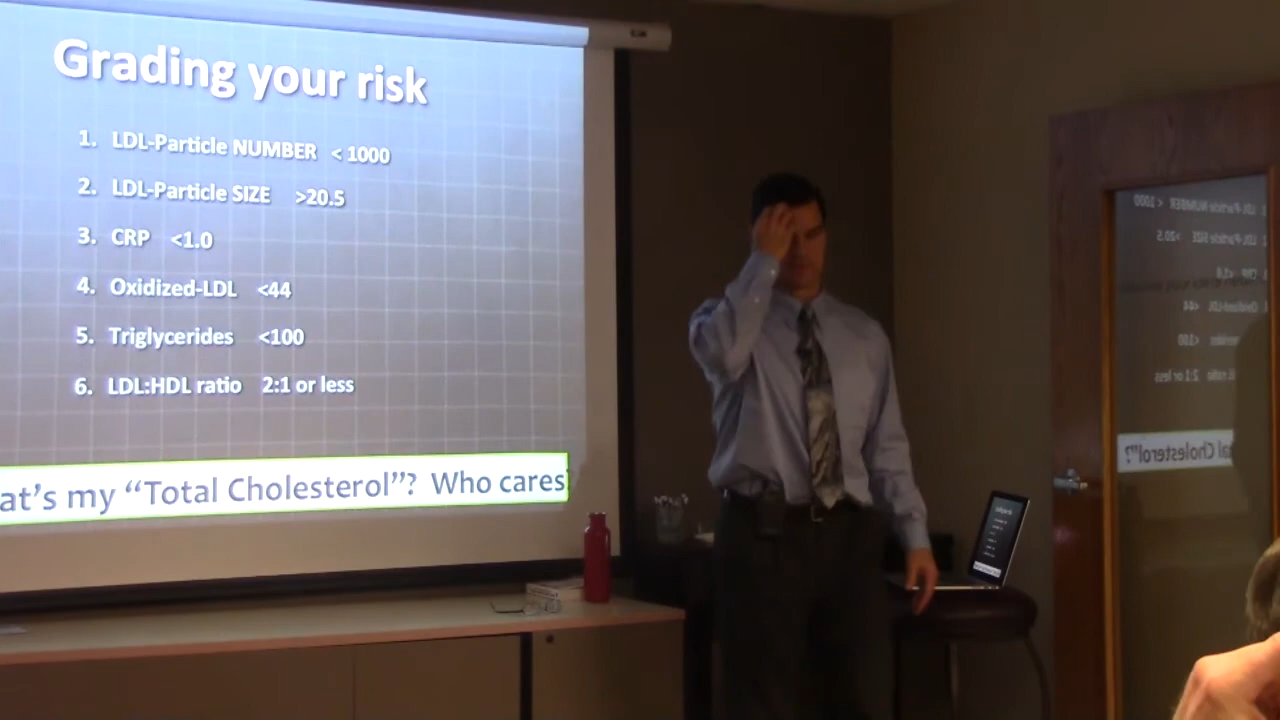 Grading your risk
1. LDL-Particle NUMBER < 1000
2. LDL-Particle SIZE >20.5
3. CRP <1.0
4. Oxidized-LDL <44
5. Triglycerides <100
6. LDL:HDL ratio 2:1 or less
at's my “Total Cholesterol”? Who cares